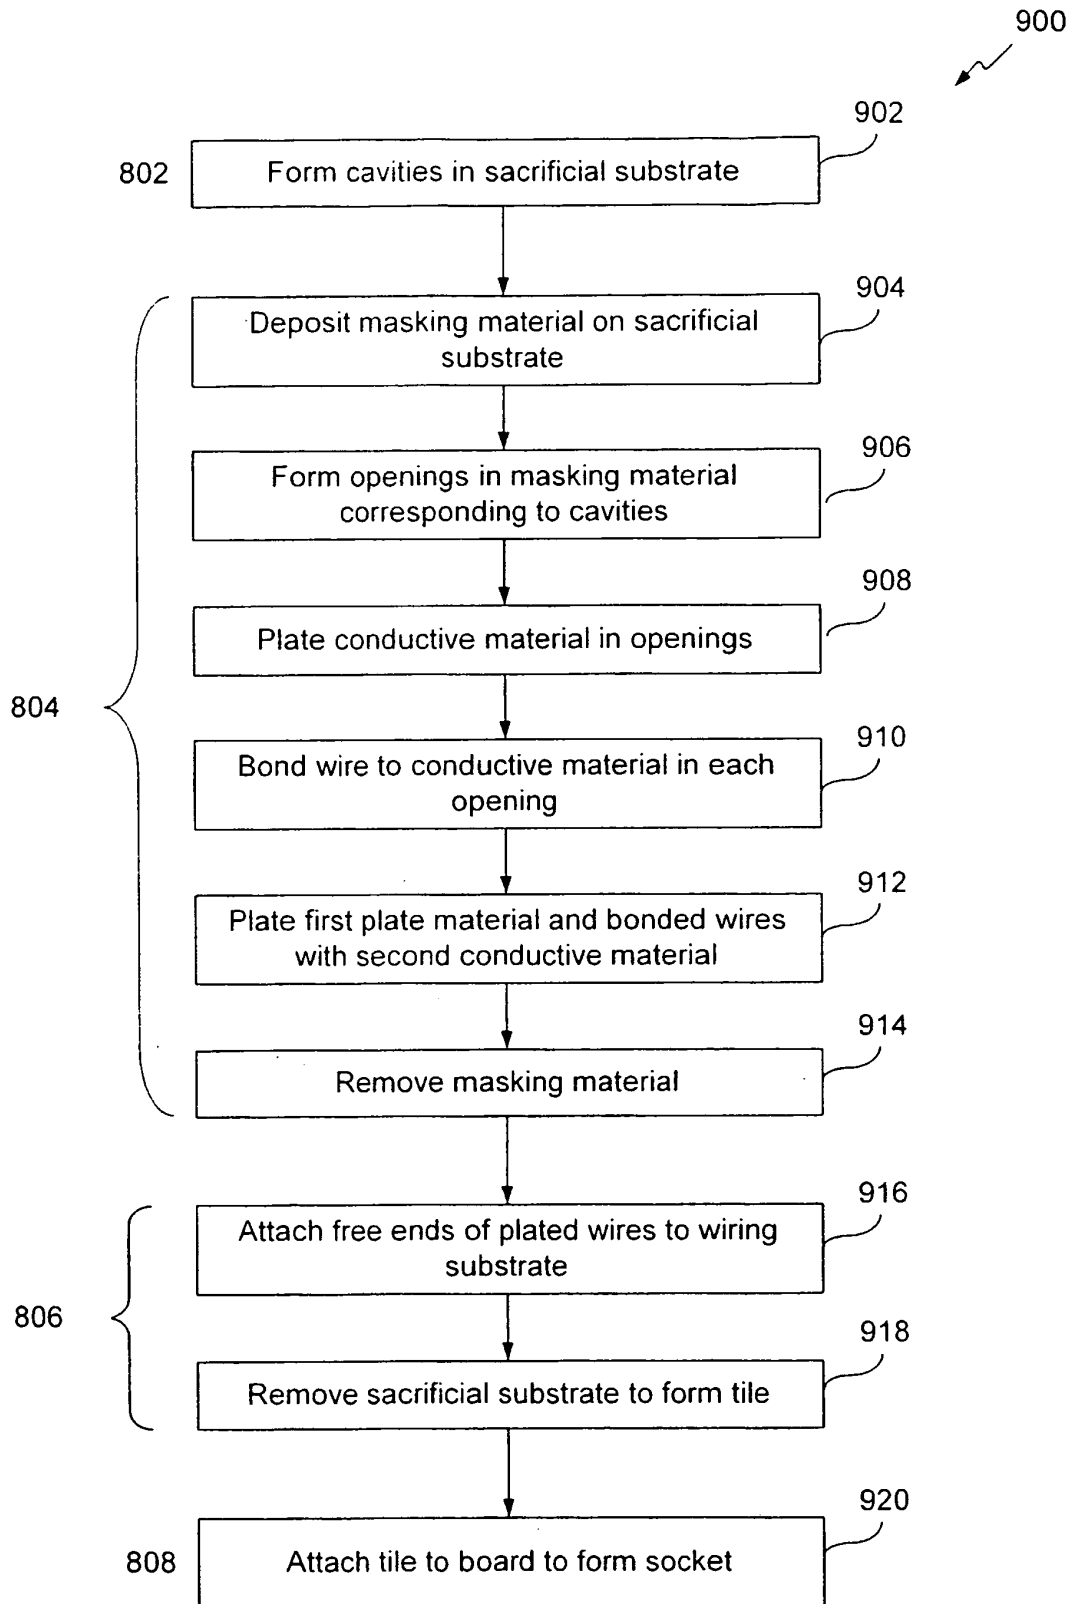 900
902
802
Form cavities in sacrificial substrate
904
Deposit masking material on sacrificial
substrate
906
Form openings in masking material
corresponding to cavities
908
Plate conductive material in openings
804
910
Bond wire to conductive material in each
opening
912
Plate first plate material and bonded wires
with second conductive material
914
Remove masking material
916
Attach free ends of plated wires to wiring
substrate
806
918
Remove sacrificial substrate to form tile
920
808
Attach tile to board to form socket